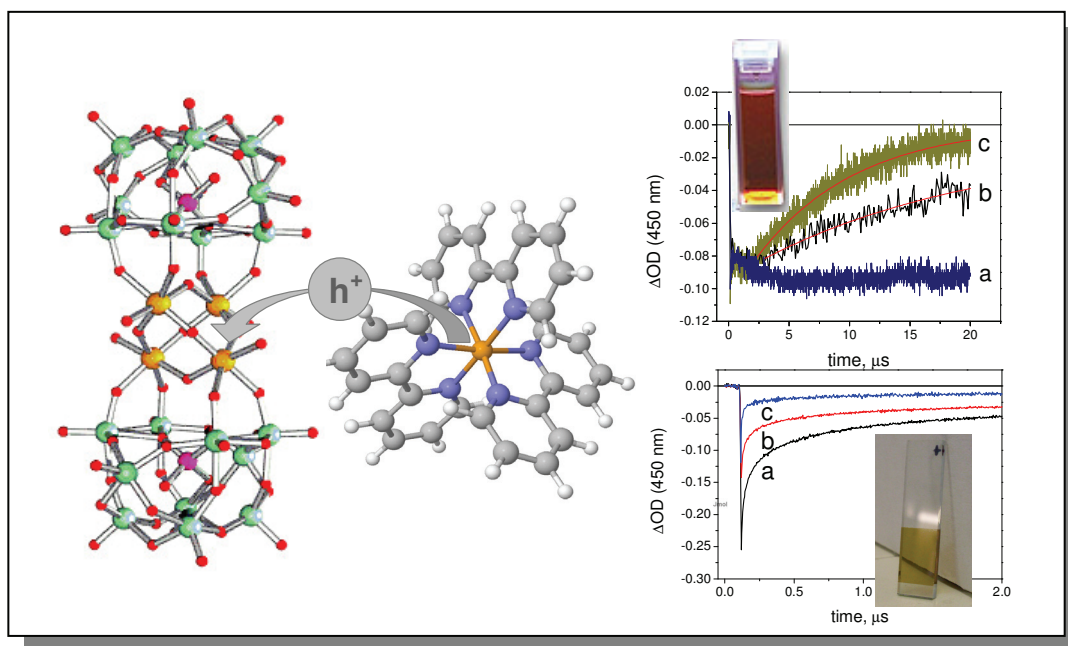 h⁺
0.02
0.00
-0.02
-0.04
-0.06
-0.08
-0.10
-0.12
ΔOD (450 nm)
c
b
a
0
5
10
15
20
time, μs
0.00
-0.05
-0.10
-0.15
-0.20
-0.25
-0.30
ΔOD (450 nm)
c
b
a
0.0
0.5
1.0
2.0
time, μs